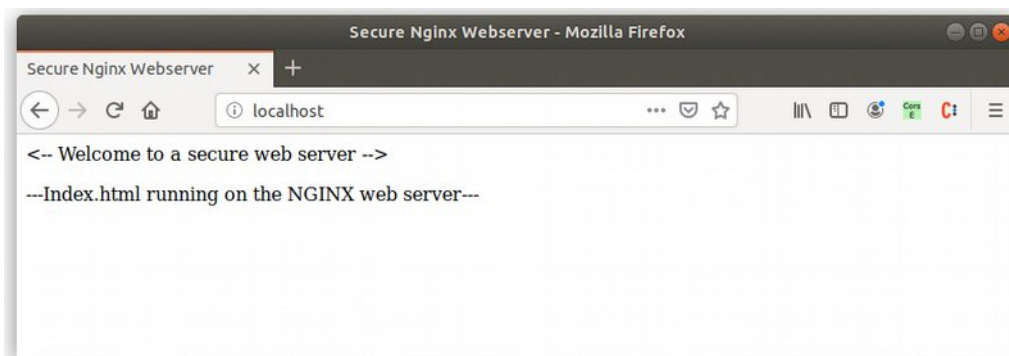 Secure Nginx Webserver - Mozilla Firefox
Secure Nginx Webserver
localhost
Cors E
C
<-- Welcome to a secure web server -->
---Index.html running on the NGINX web server---